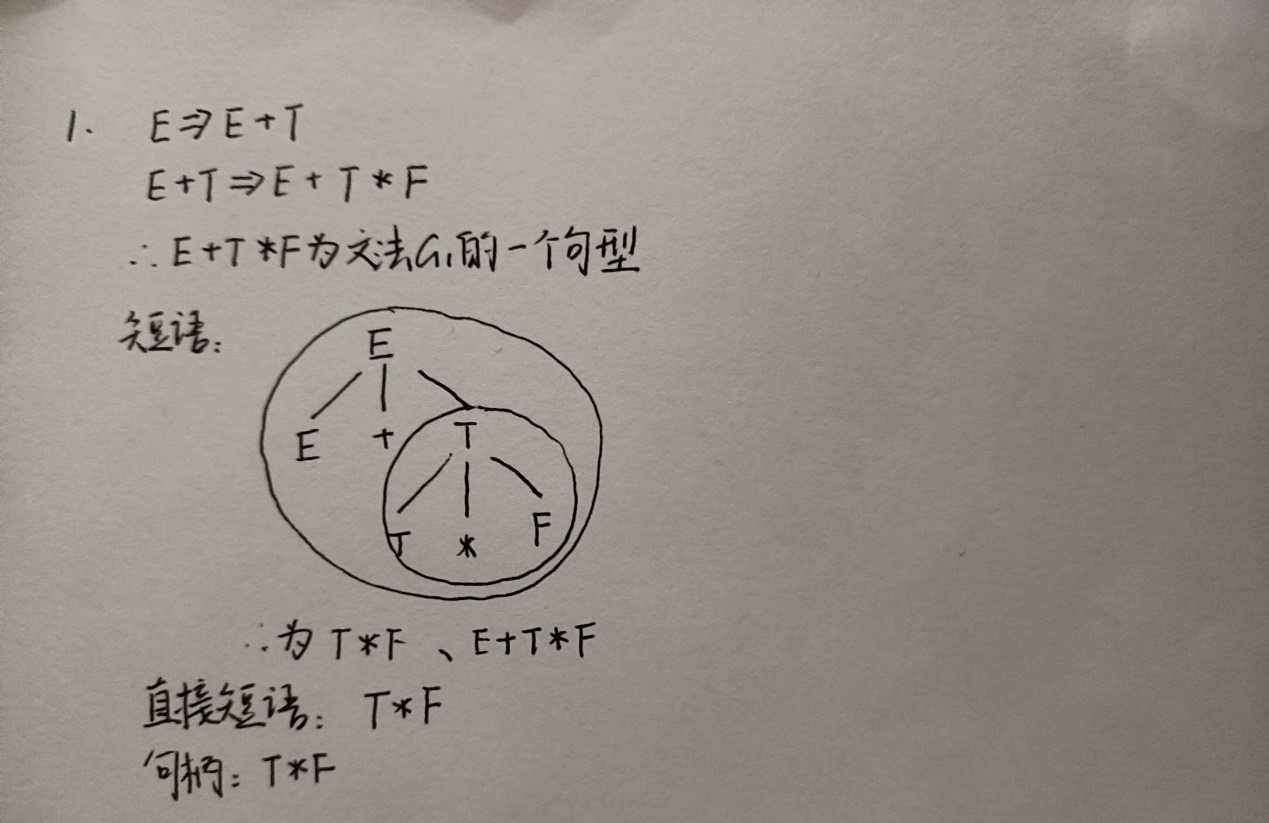 1. E⇒E+T
E+T⇒E+T*F
∴E+T*F为文法G₁的一个句型
短语:
E
E + T
T * F
∴为 T*F 、E+T*F
直接短语: T*F
句柄: T*F